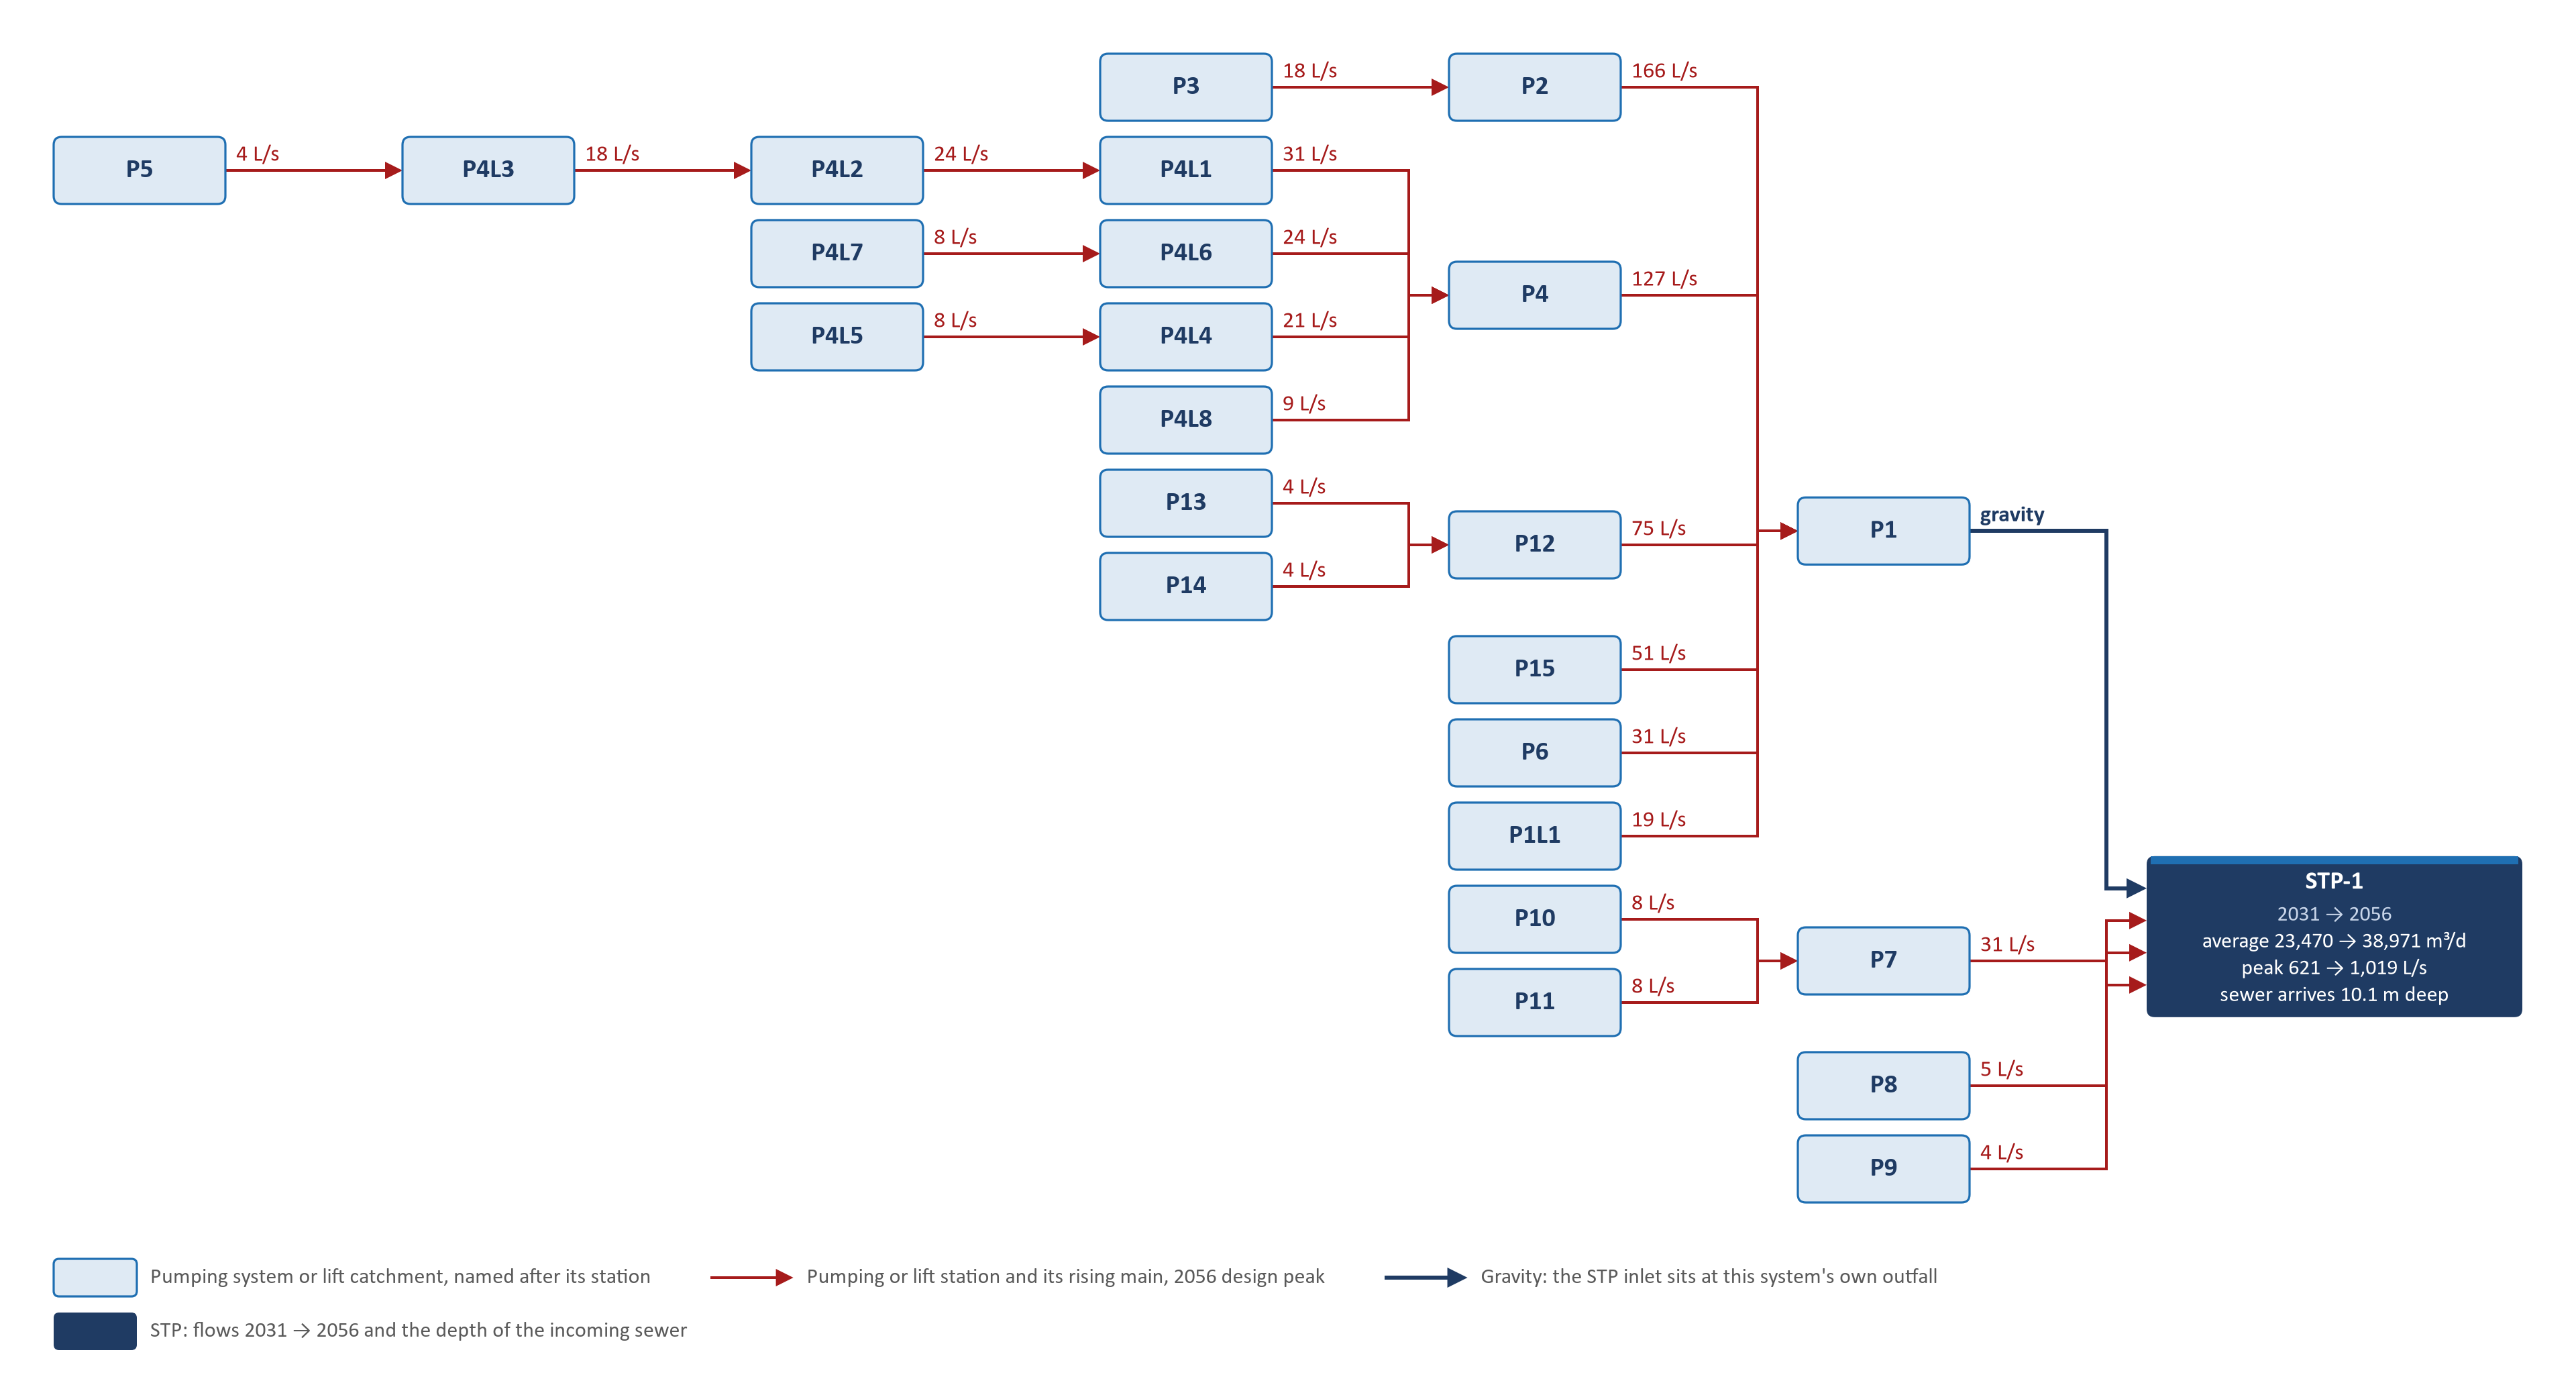 P3
18 L/s
P2
166 L/s
P5
4 L/s
P4L3
18 L/s
P4L2
24 L/s
P4L1
31 L/s
P4L7
8 L/s
P4L6
24 L/s
P4
127 L/s
P4L5
8 L/s
P4L4
21 L/s
P4L8
9 L/s
P13
4 L/s
P12
75 L/s
P1
gravity
P14
4 L/s
P15
51 L/s
P6
31 L/s
P1L1
19 L/s
P10
8 L/s
P7
31 L/s
P11
8 L/s
STP-1
2031 → 2056
average 23,470 → 38,971 m³/d
peak 621 → 1,019 L/s
sewer arrives 10.1 m deep
P8
5 L/s
P9
4 L/s
Pumping system or lift catchment, named after its station
Pumping or lift station and its rising main, 2056 design peak
Gravity: the STP inlet sits at this system's own outfall
STP: flows 2031 → 2056 and the depth of the incoming sewer